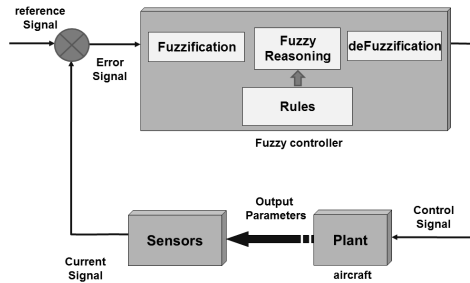 reference
Signal
Error
Signal
Fuzzification
Fuzzy
Reasoning
deFuzzification
Rules
Fuzzy controller
Output
Parameters
Control
Signal
Sensors
Plant
Current
Signal
aircraft